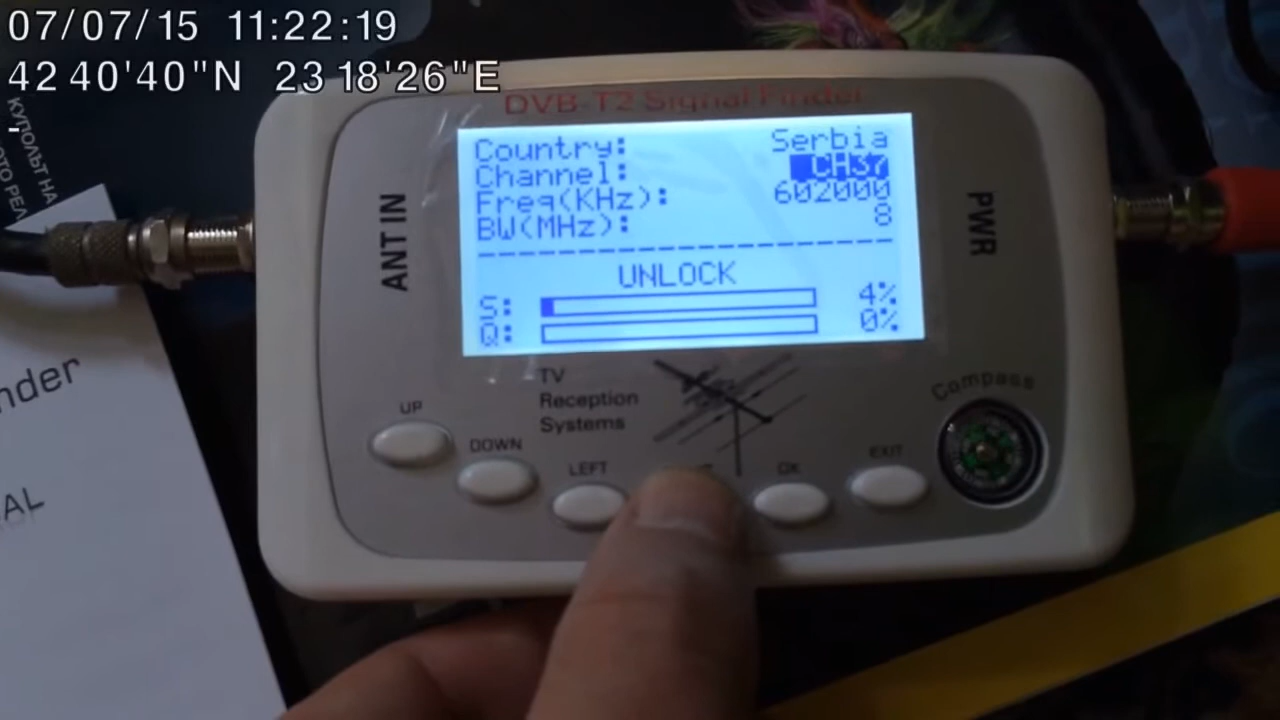 07/07/15 11:22:19
42 40'40"N 23 18'26"E
-
КУПОЛЪТ НА
DVB-T2 Signal Finder
Country: Serbia
Channel: CH37
Freq(KHz): 602000
BW(MHz): 8
UNLOCK
S: 4%
Q: 0%
ANT IN
PWR
TV
Reception
Systems
Compass
UP
DOWN
LEFT
OK
EXIT
nder
AL